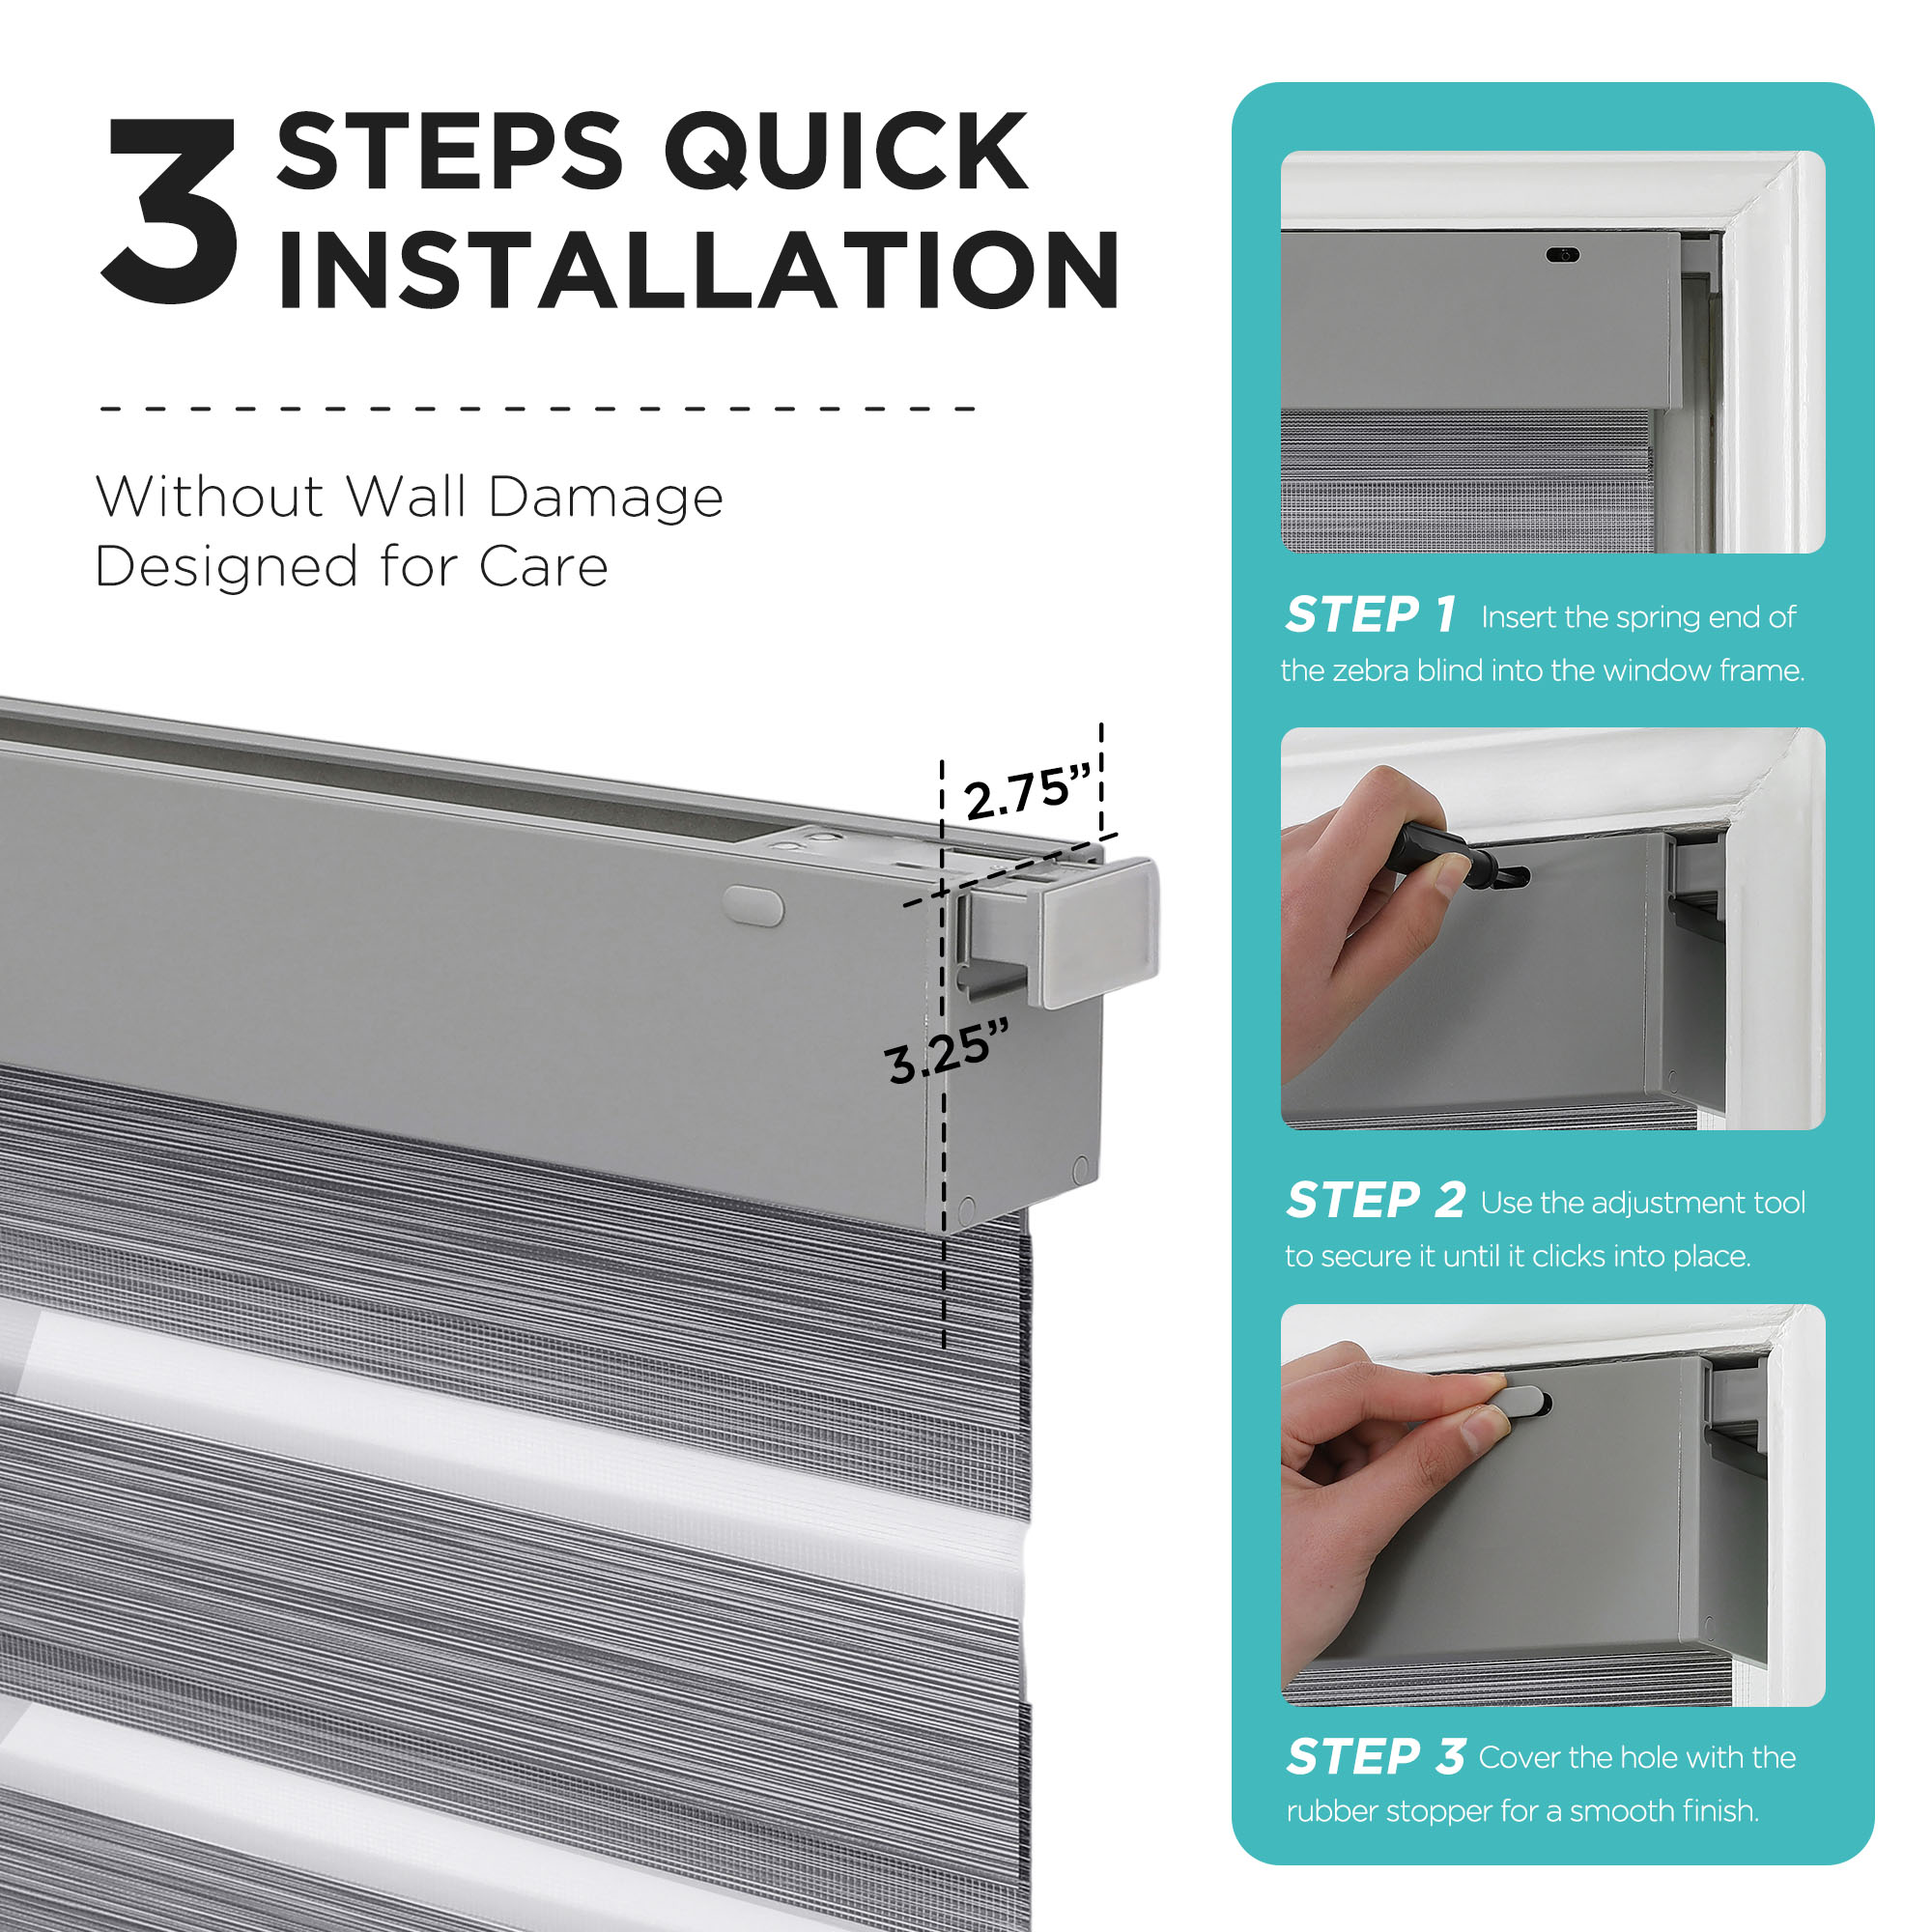 3 STEPS QUICK
INSTALLATION
Without Wall Damage
Designed for Care
2.75”
3.25”
STEP 1 Insert the spring end of
the zebra blind into the window frame.
STEP 2 Use the adjustment tool
to secure it until it clicks into place.
STEP 3 Cover the hole with the
rubber stopper for a smooth finish.